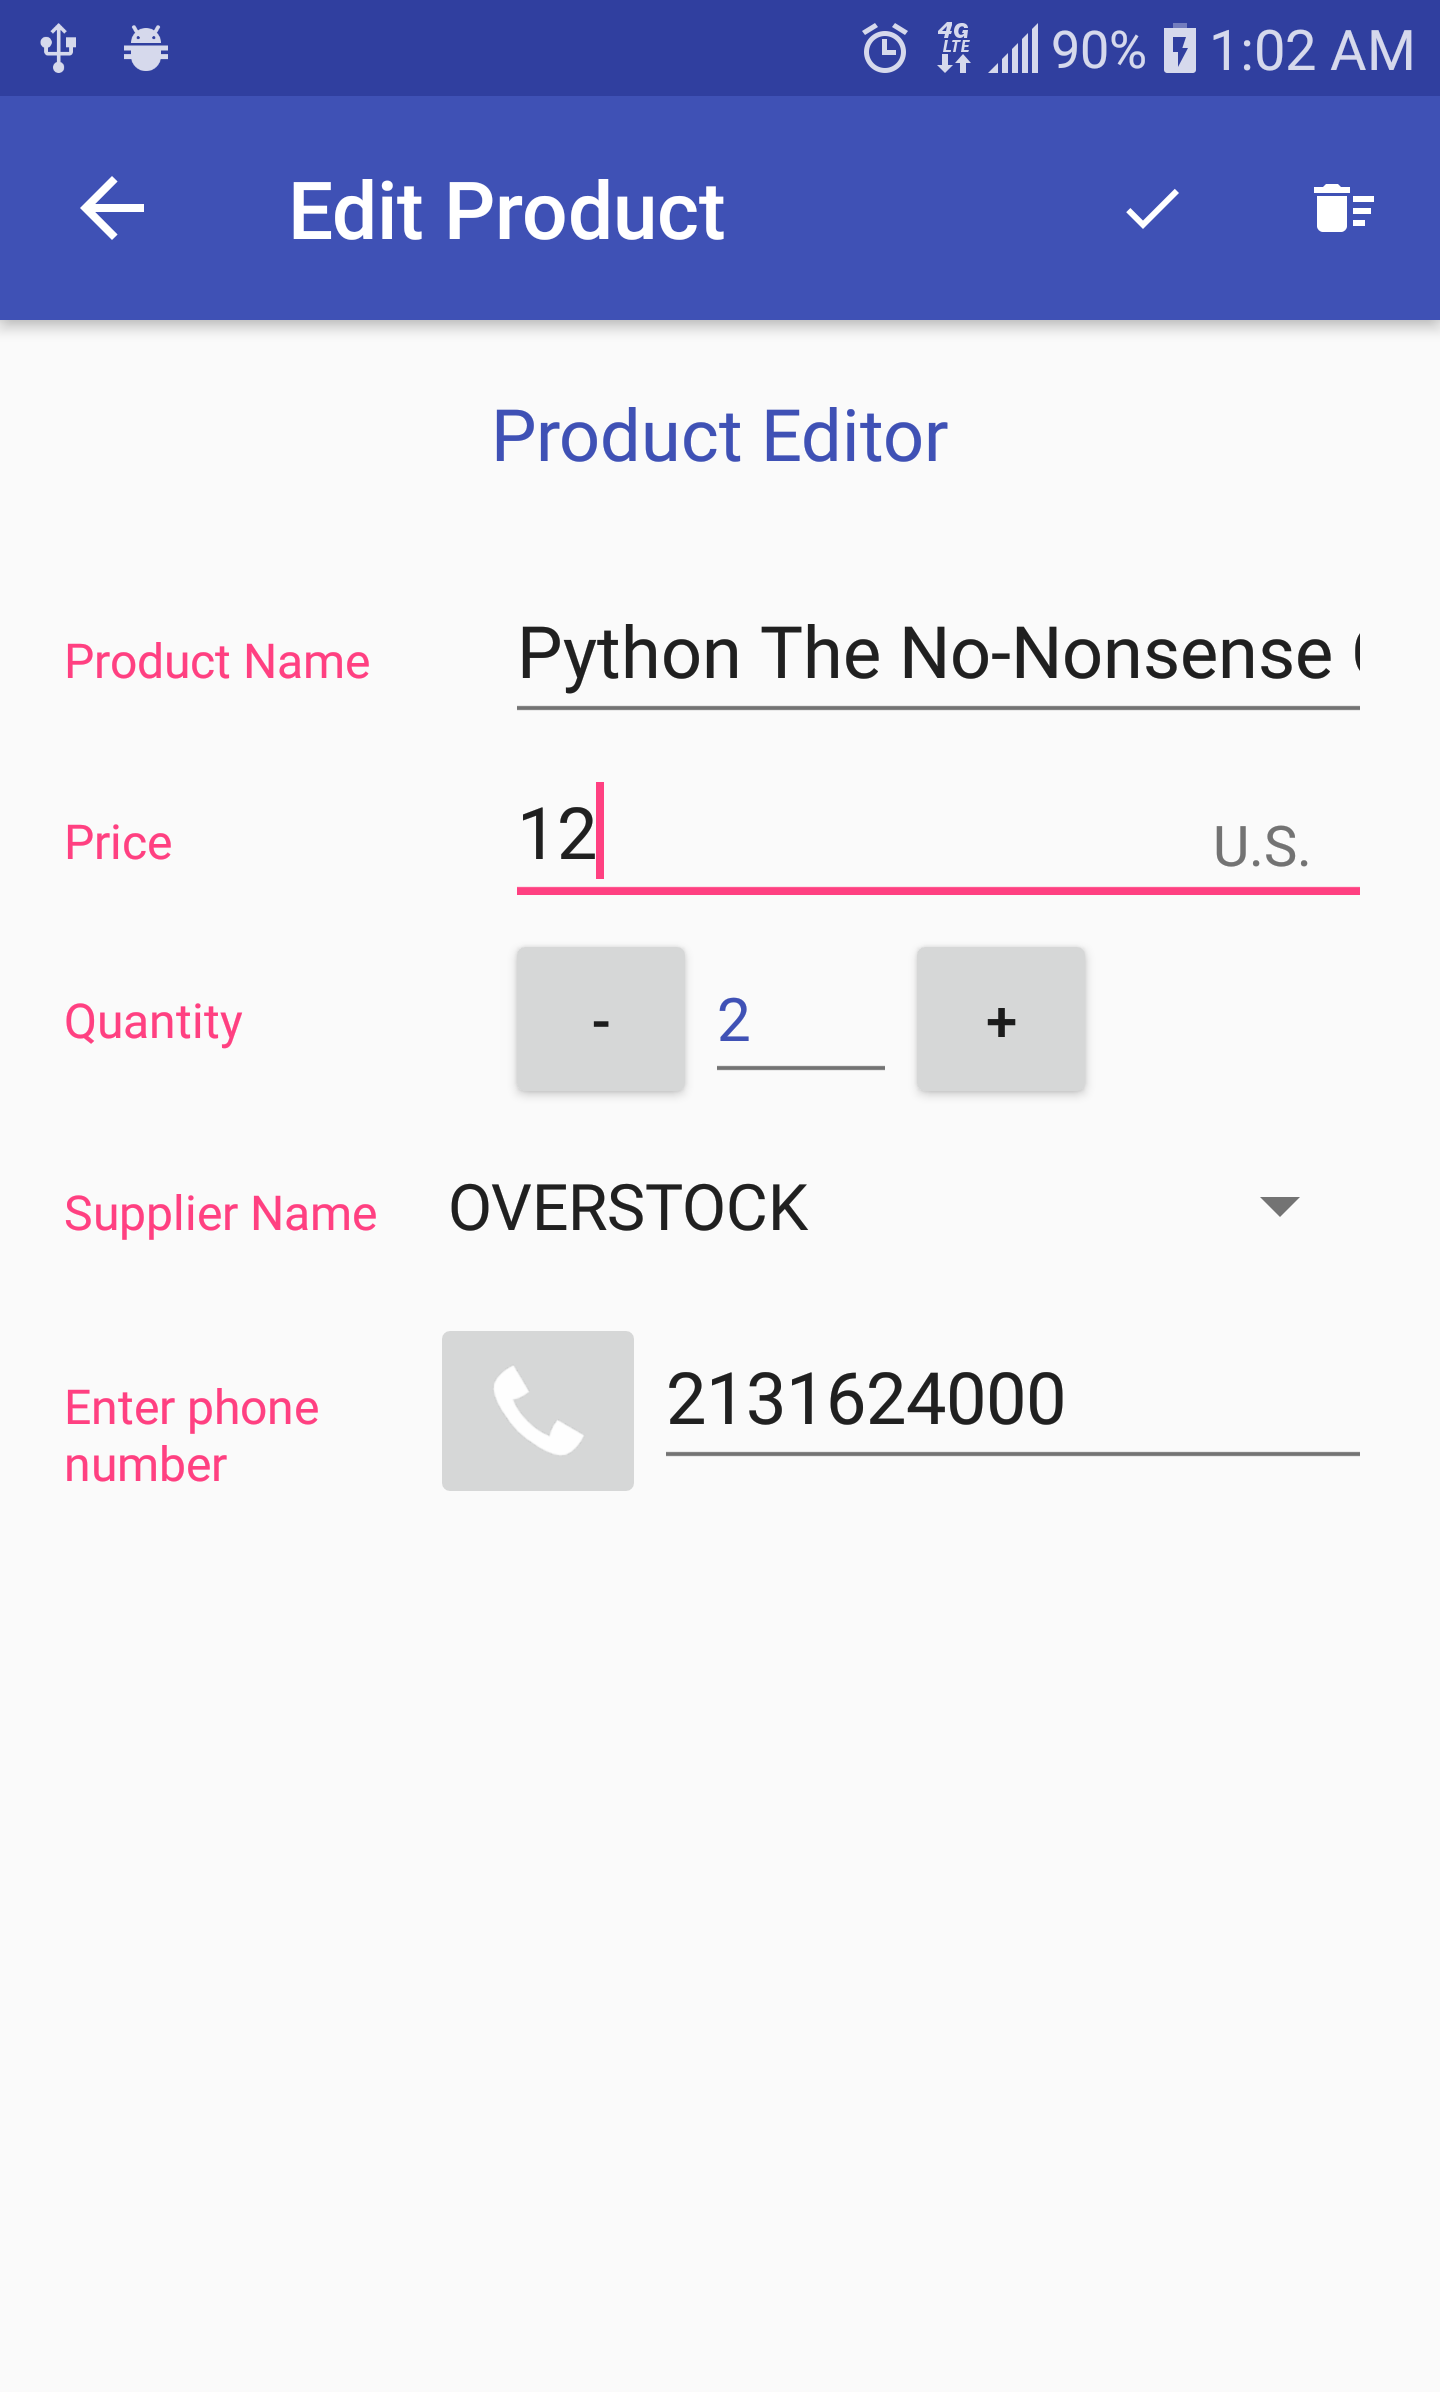 4G LTE 90% 1:02 AM
Edit Product
Product Editor
Product Name Python The No-Nonsense
Price 12 U.S.
Quantity - 2 +
Supplier Name OVERSTOCK
Enter phone number 2131624000